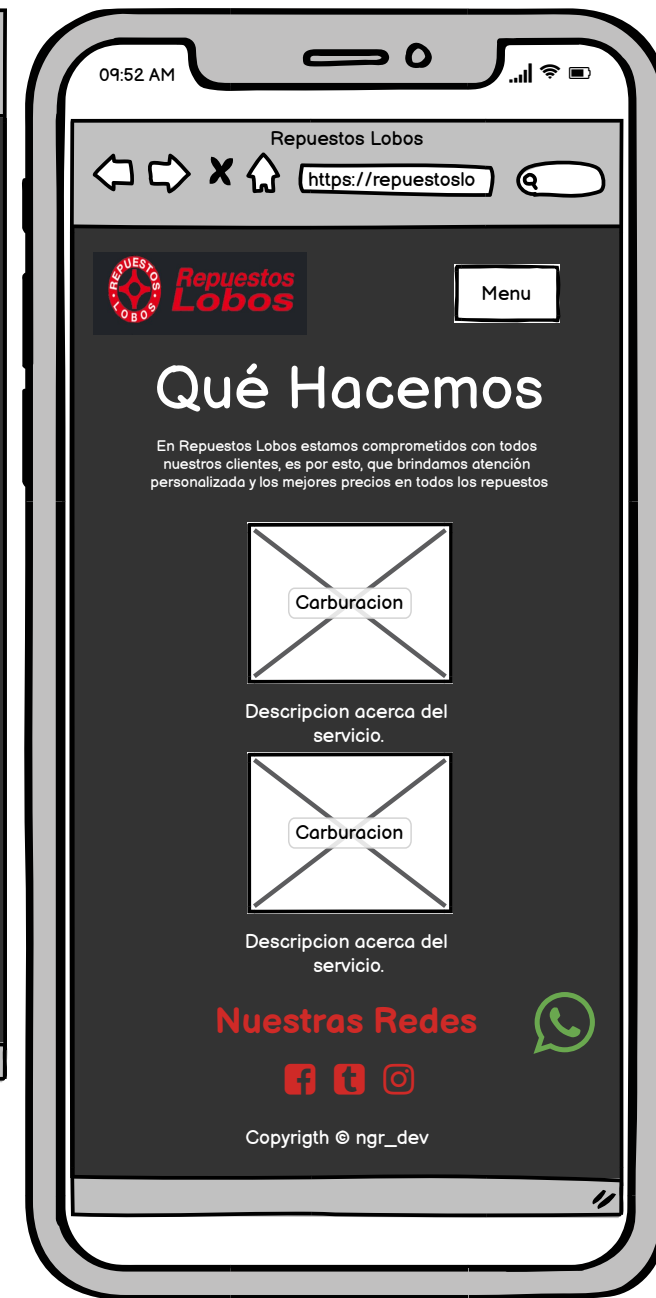 09:52 AM
Repuestos Lobos
https://repuestoslo
REPUESTOS LOBOS
Repuestos
Lobos
Menu
Qué Hacemos
En Repuestos Lobos estamos comprometidos con todos
nuestros clientes, es por esto, que brindamos atención
personalizada y los mejores precios en todos los repuestos
Carburacion
Descripcion acerca del
servicio.
Carburacion
Descripcion acerca del
servicio.
Nuestras Redes
Copyrigth © ngr_dev